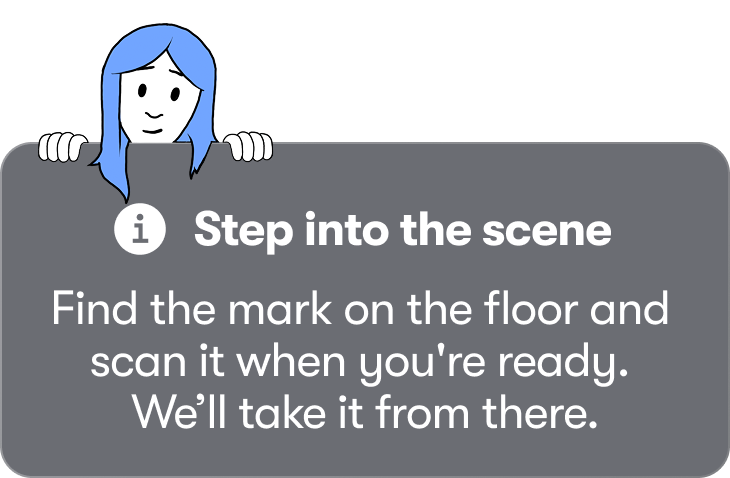 Step into the scene
Find the mark on the floor and
scan it when you're ready.
We’ll take it from there.